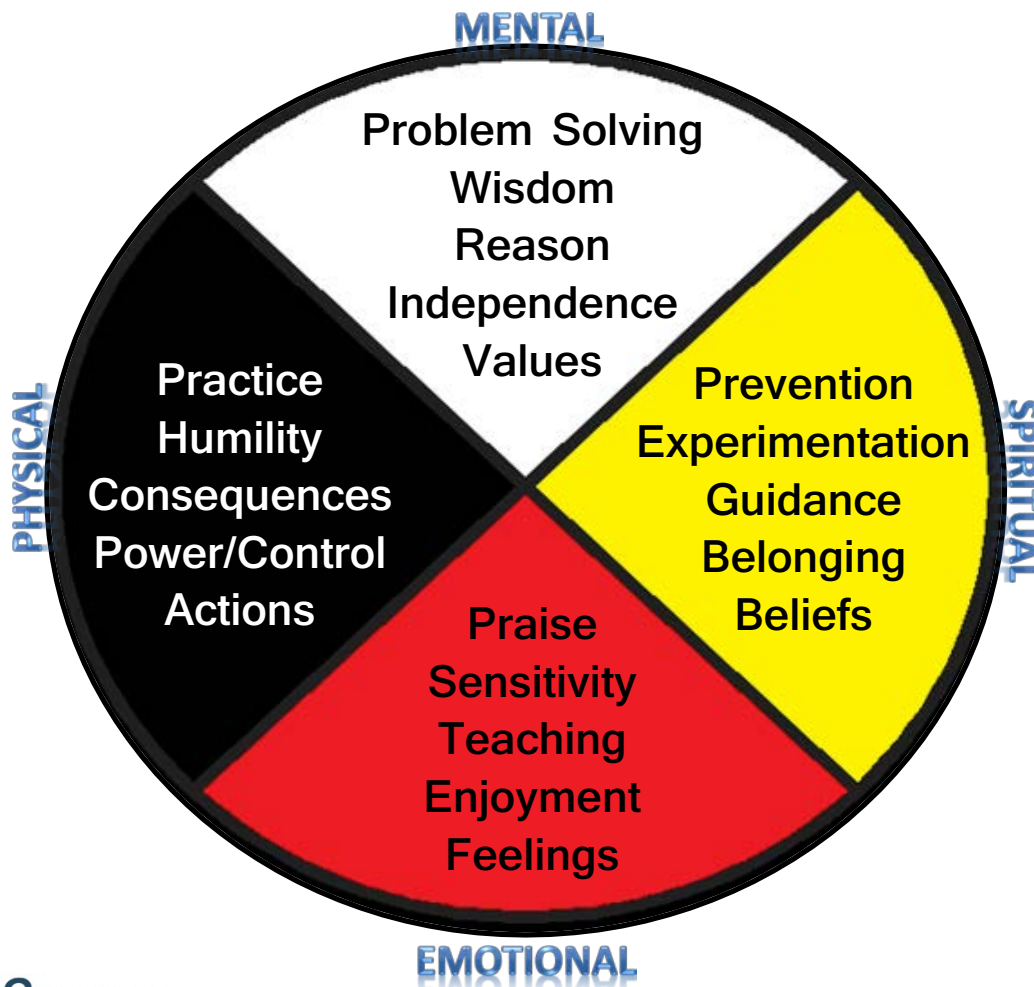 MENTAL
Problem Solving
Wisdom
Reason
Independence
Values
PHYSICAL
Practice
Humility
Consequences
Power/Control
Actions
Prevention
Experimentation
Guidance
Belonging
Beliefs
SPIRITUAL
Praise
Sensitivity
Teaching
Enjoyment
Feelings
EMOTIONAL